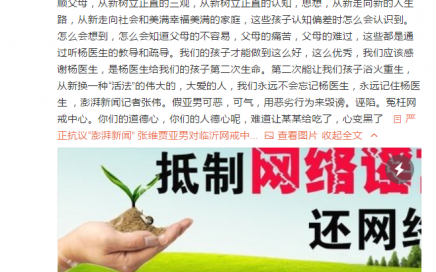 顺父母，从新树立正直的三观，从新树立正直的认知，思想，从新走向新的人生
路，从新走向社会和美满幸福美满的家庭，这些孩子认知偏差时怎么会认识到。
怎么会想到，怎么会知道父母的不容易，父母的痛苦，父母的难过，这些都是通
过听杨医生的教导和疏导。我们的孩子才能做到这么好，这么优秀，我们应该感
谢杨医生，是杨医生给我们的孩子第二次生命。第二次能让我们孩子浴火重生，
从新换一种“活法”的伟大的，大爱的人，我们永远不会忘记杨医生，永远记住杨医
生，澎湃新闻记者张伟。假亚男可恶，可气，用恶劣行为来毁谤。诬陷。冤枉网
戒中心。你们的道德心，你们的人德心呢，难道让某某给吃了，心变黑了 严
正抗议“澎湃新闻” 张维贾亚男对临沂网戒中... 查看图片 收起全文
抵制网络谣
还网络